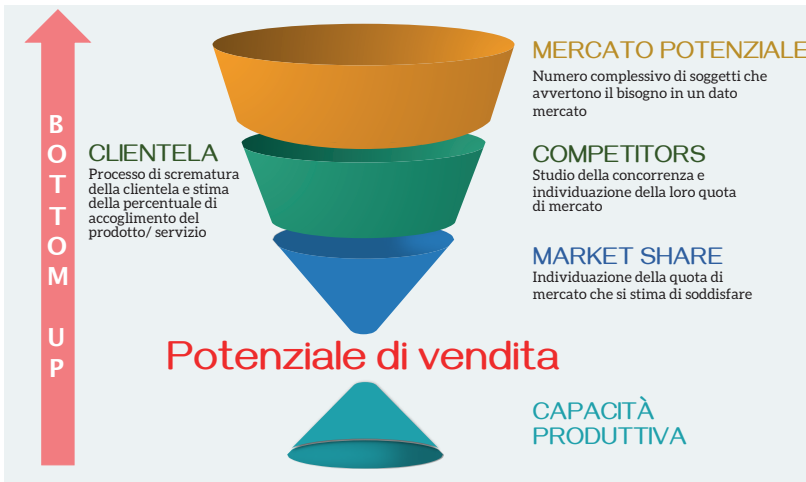 BOTTOM UP
MERCATO POTENZIALE
Numero complessivo di soggetti che
avvertono il bisogno in un dato
mercato
CLIENTELA
Processo di scrematura
della clientela e stima
della percentuale di
accoglimento del
prodotto/ servizio
COMPETITORS
Studio della concorrenza e
individuazione della loro quota
di mercato
MARKET SHARE
Individuazione della quota di
mercato che si stima di soddisfare
Potenziale di vendita
CAPACITÀ
PRODUTTIVA